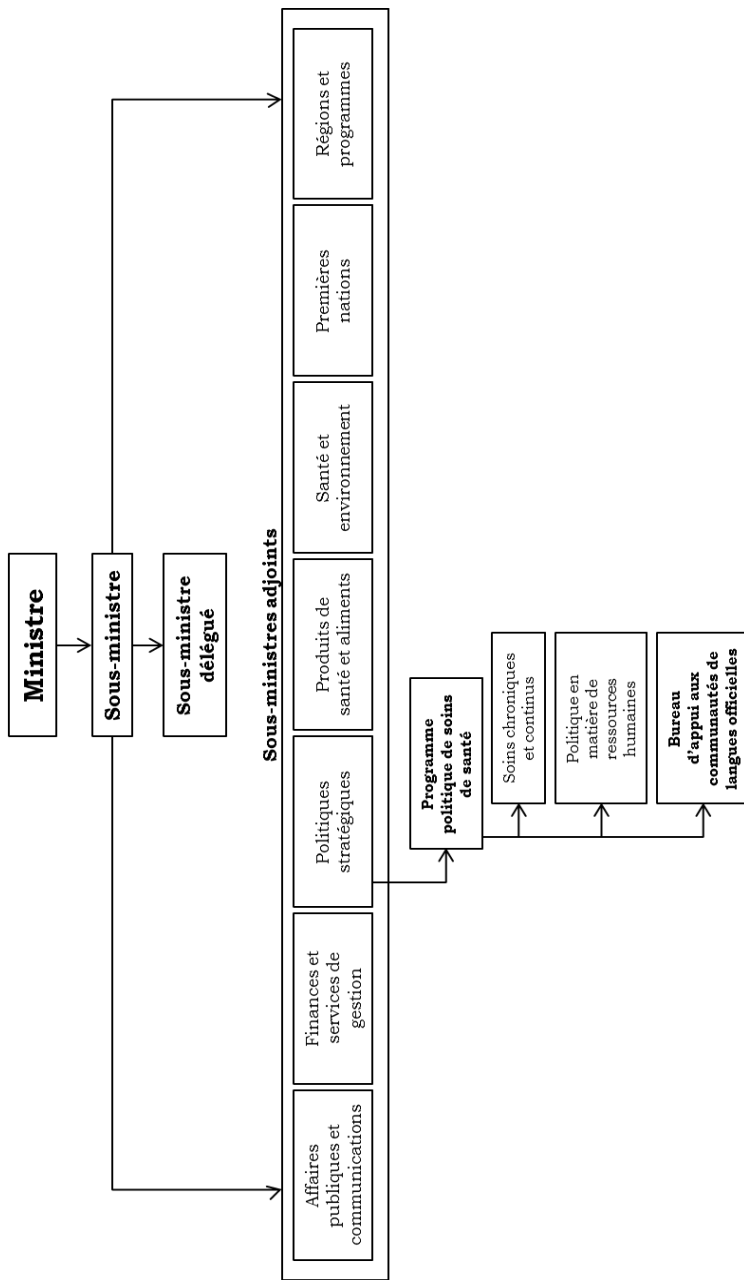 Ministre
Sous-ministre
Sous-ministre
délégué
Sous-ministres adjoints
Affaires
publiques et
communications
Finances et
services de
gestion
Politiques
stratégiques
Produits de
santé et aliments
Santé et
environnement
Premières
nations
Régions et
programmes
Programme
politique de soins
de santé
Soins chroniques
et continus
Politique en
matière de
ressources
humaines
Bureau
d'appui aux
communautés de
langues officielles